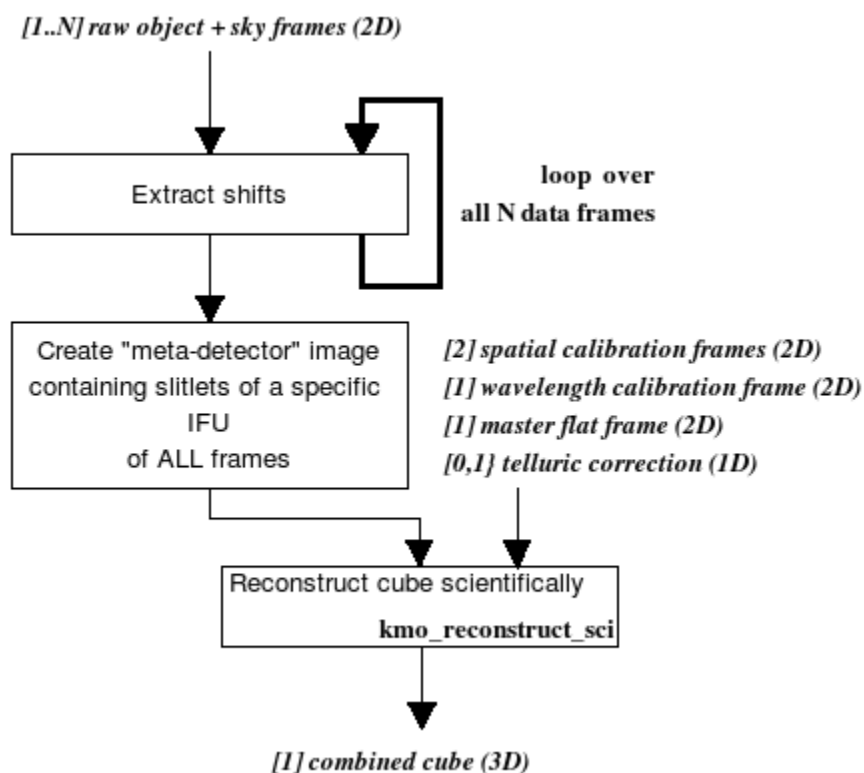 [1..N] raw object + sky frames (2D)
Extract shifts
loop over
all N data frames
Create "meta-detector" image
containing slitlets of a specific
IFU
of ALL frames
[2] spatial calibration frames (2D)
[1] wavelength calibration frame (2D)
[1] master flat frame (2D)
[0,1} telluric correction (1D)
Reconstruct cube scientifically
kmo_reconstruct_sci
[1] combined cube (3D)